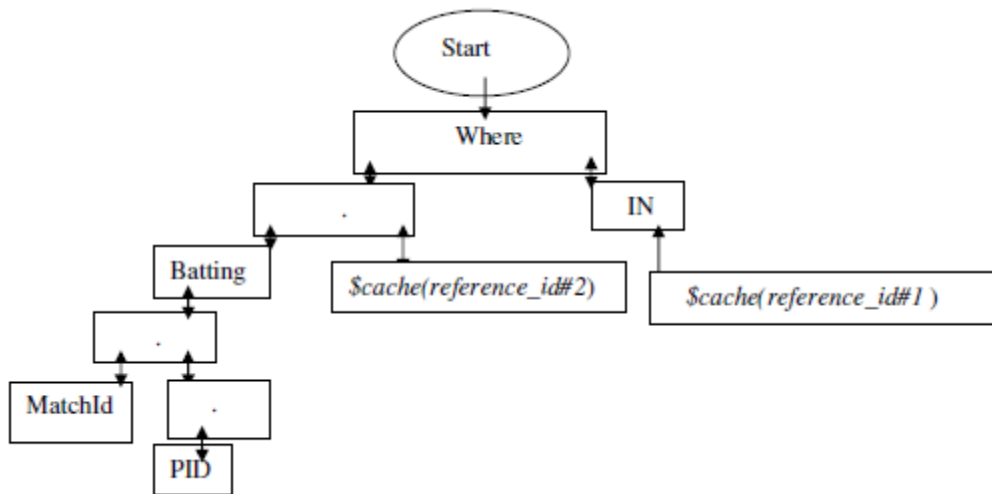 Start
Where
.
IN
Batting
$cache(reference_id#2)
$cache(reference_id#1 )
.
MatchId
.
PID